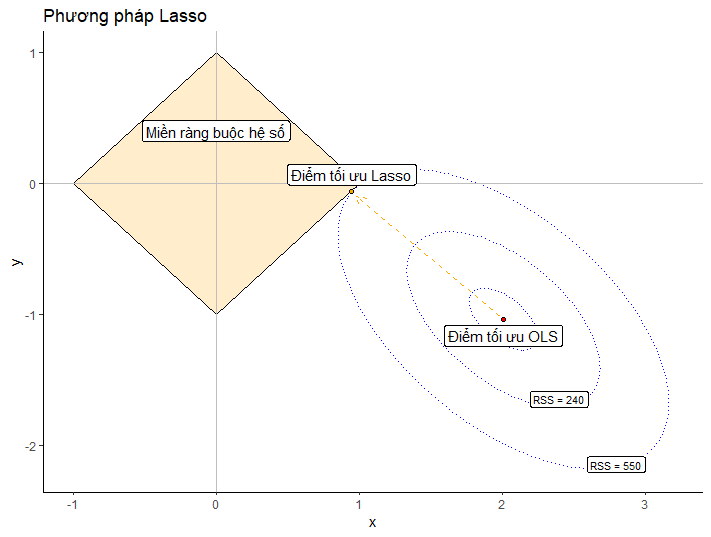 Phương pháp Lasso
1
Miền ràng buộc hệ số
Điểm tối ưu Lasso
0
y
-1
Điểm tối ưu OLS
RSS = 240
-2
RSS = 550
-1
0
1
2
3
x